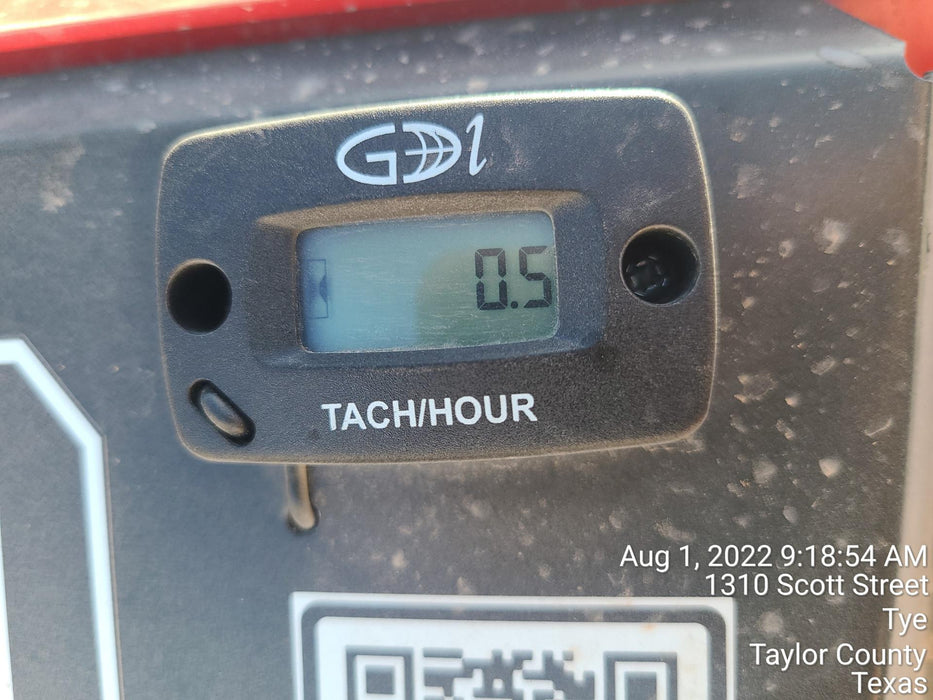 GDI
0.5
TACH/HOUR
Aug 1, 2022 9:18:54 AM
1310 Scott Street
Tye
Taylor County
Texas